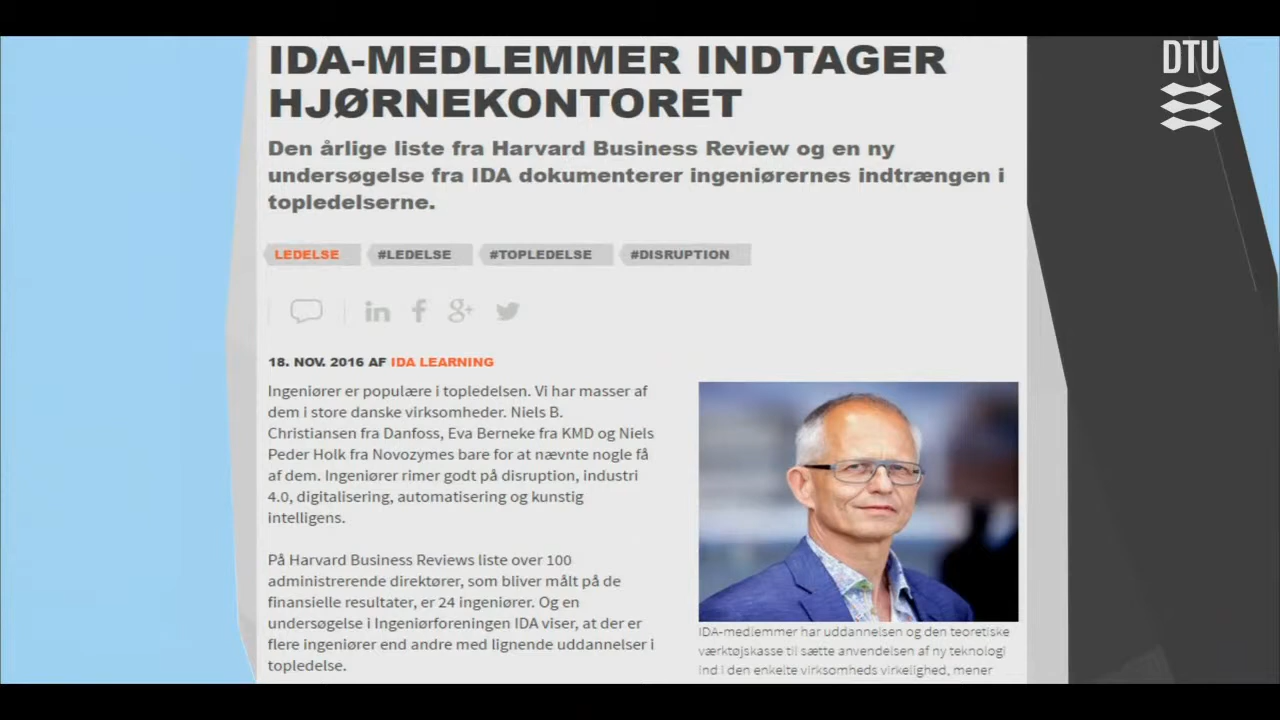 DTU
IDA-MEDLEMMER INDTAGER
HJØRNEKONTORET
Den årlige liste fra Harvard Business Review og en ny
undersøgelse fra IDA dokumenterer ingeniørernes indtrængen i
topledelserne.
LEDELSE #LEDELSE #TOPLEDELSE #DISRUPTION
18. NOV. 2016 AF IDA LEARNING
Ingeniører er populære i topledelsen. Vi har masser af
dem i store danske virksomheder. Niels B.
Christiansen fra Danfoss, Eva Berneke fra KMD og Niels
Peder Holk fra Novozymes bare for at nævnte nogle få
af dem. Ingeniører rimer godt på disruption, industri
4.0, digitalisering, automatisering og kunstig
intelligens.
På Harvard Business Reviews liste over 100
administrerende direktører, som bliver målt på de
finansielle resultater, er 24 ingeniører. Og en
undersøgelse i Ingeniørforeningen IDA viser, at der er
flere ingeniører end andre med lignende uddannelser i
topledelse.
IDA-medlemmer har uddannelsen og den teoretiske
værktøjskasse til sætte anvendelsen af ny teknologi
ind i den enkelte virksomheds virkelighed, mener